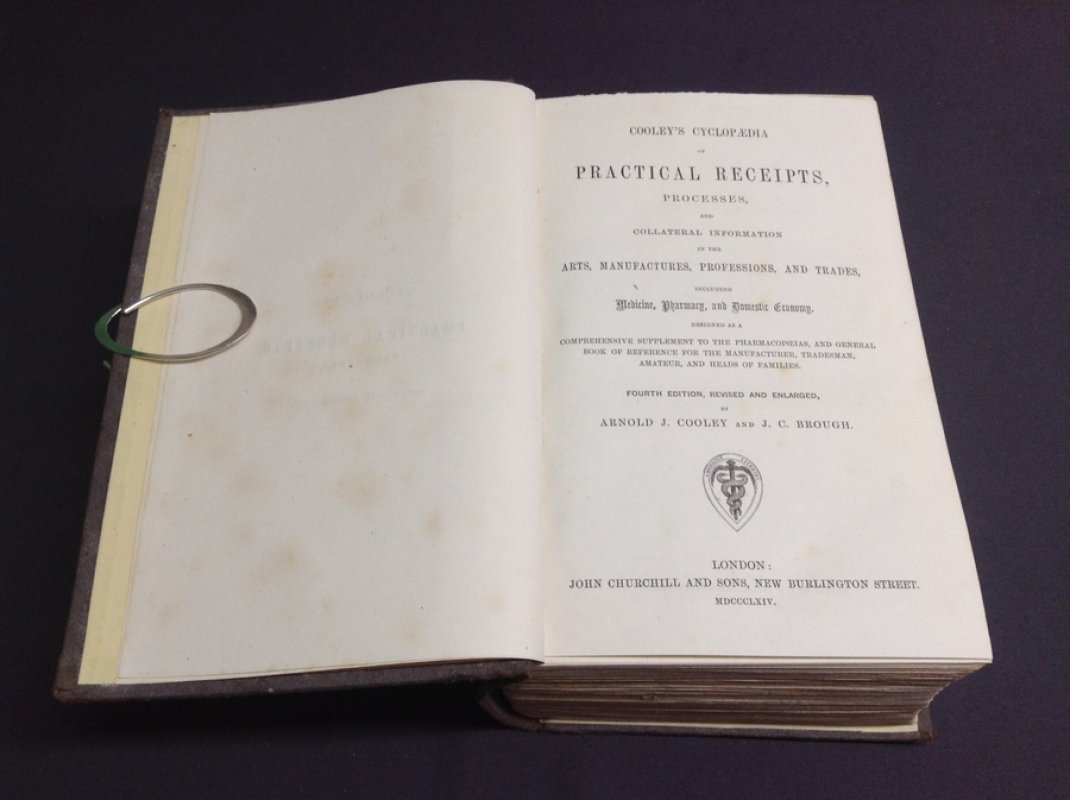 COOLEY'S CYCLOPÆDIA
OF
PRACTICAL RECEIPTS,
PROCESSES,
AND
COLLATERAL INFORMATION
IN THE
ARTS, MANUFACTURES, PROFESSIONS, AND TRADES,
INCLUDING
Medicine, Pharmacy, and Domestic Economy.
DESIGNED AS A
COMPREHENSIVE SUPPLEMENT TO THE PHARMACOPŒIAS, AND GENERAL
BOOK OF REFERENCE FOR THE MANUFACTURER, TRADESMAN,
AMATEUR, AND HEADS OF FAMILIES.
FOURTH EDITION, REVISED AND ENLARGED,
BY
ARNOLD J. COOLEY AND J. C. BROUGH.
LONDON:
JOHN CHURCHILL AND SONS, NEW BURLINGTON STREET.
MDCCCLXIV.